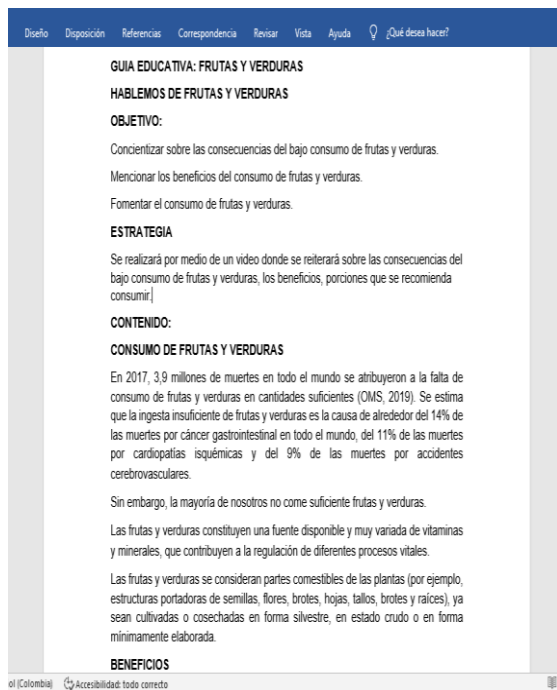 Diseño Disposición Referencias Correspondencia Revisar Vista Ayuda ¿Qué desea hacer?
GUIA EDUCATIVA: FRUTAS Y VERDURAS
HABLEMOS DE FRUTAS Y VERDURAS
OBJETIVO:
Concientizar sobre las consecuencias del bajo consumo de frutas y verduras.
Mencionar los beneficios del consumo de frutas y verduras.
Fomentar el consumo de frutas y verduras.
ESTRATEGIA
Se realizará por medio de un video donde se reiterará sobre las consecuencias del
bajo consumo de frutas y verduras, los beneficios, porciones que se recomienda
consumir.
CONTENIDO:
CONSUMO DE FRUTAS Y VERDURAS
En 2017, 3,9 millones de muertes en todo el mundo se atribuyeron a la falta de
consumo de frutas y verduras en cantidades suficientes (OMS, 2019). Se estima
que la ingesta insuficiente de frutas y verduras es la causa de alrededor del 14% de
las muertes por cáncer gastrointestinal en todo el mundo, del 11% de las muertes
por cardiopatías isquémicas y del 9% de las muertes por accidentes
cerebrovasculares.
Sin embargo, la mayoría de nosotros no come suficiente frutas y verduras.
Las frutas y verduras constituyen una fuente disponible y muy variada de vitaminas
y minerales, que contribuyen a la regulación de diferentes procesos vitales.
Las frutas y verduras se consideran partes comestibles de las plantas (por ejemplo,
estructuras portadoras de semillas, flores, brotes, hojas, tallos, brotes y raíces), ya
sean cultivadas o cosechadas en forma silvestre, en estado crudo o en forma
mínimamente elaborada.
BENEFICIOS
ol (Colombia) Accesibilidad: todo correcto